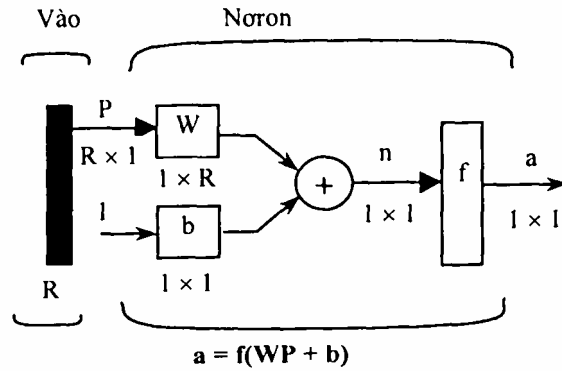 Vào Nơron
P W
R × 1 1 × R
n f a
+
1 × 1 1 × 1
1 b
1 × 1
R
a = f(WP + b)